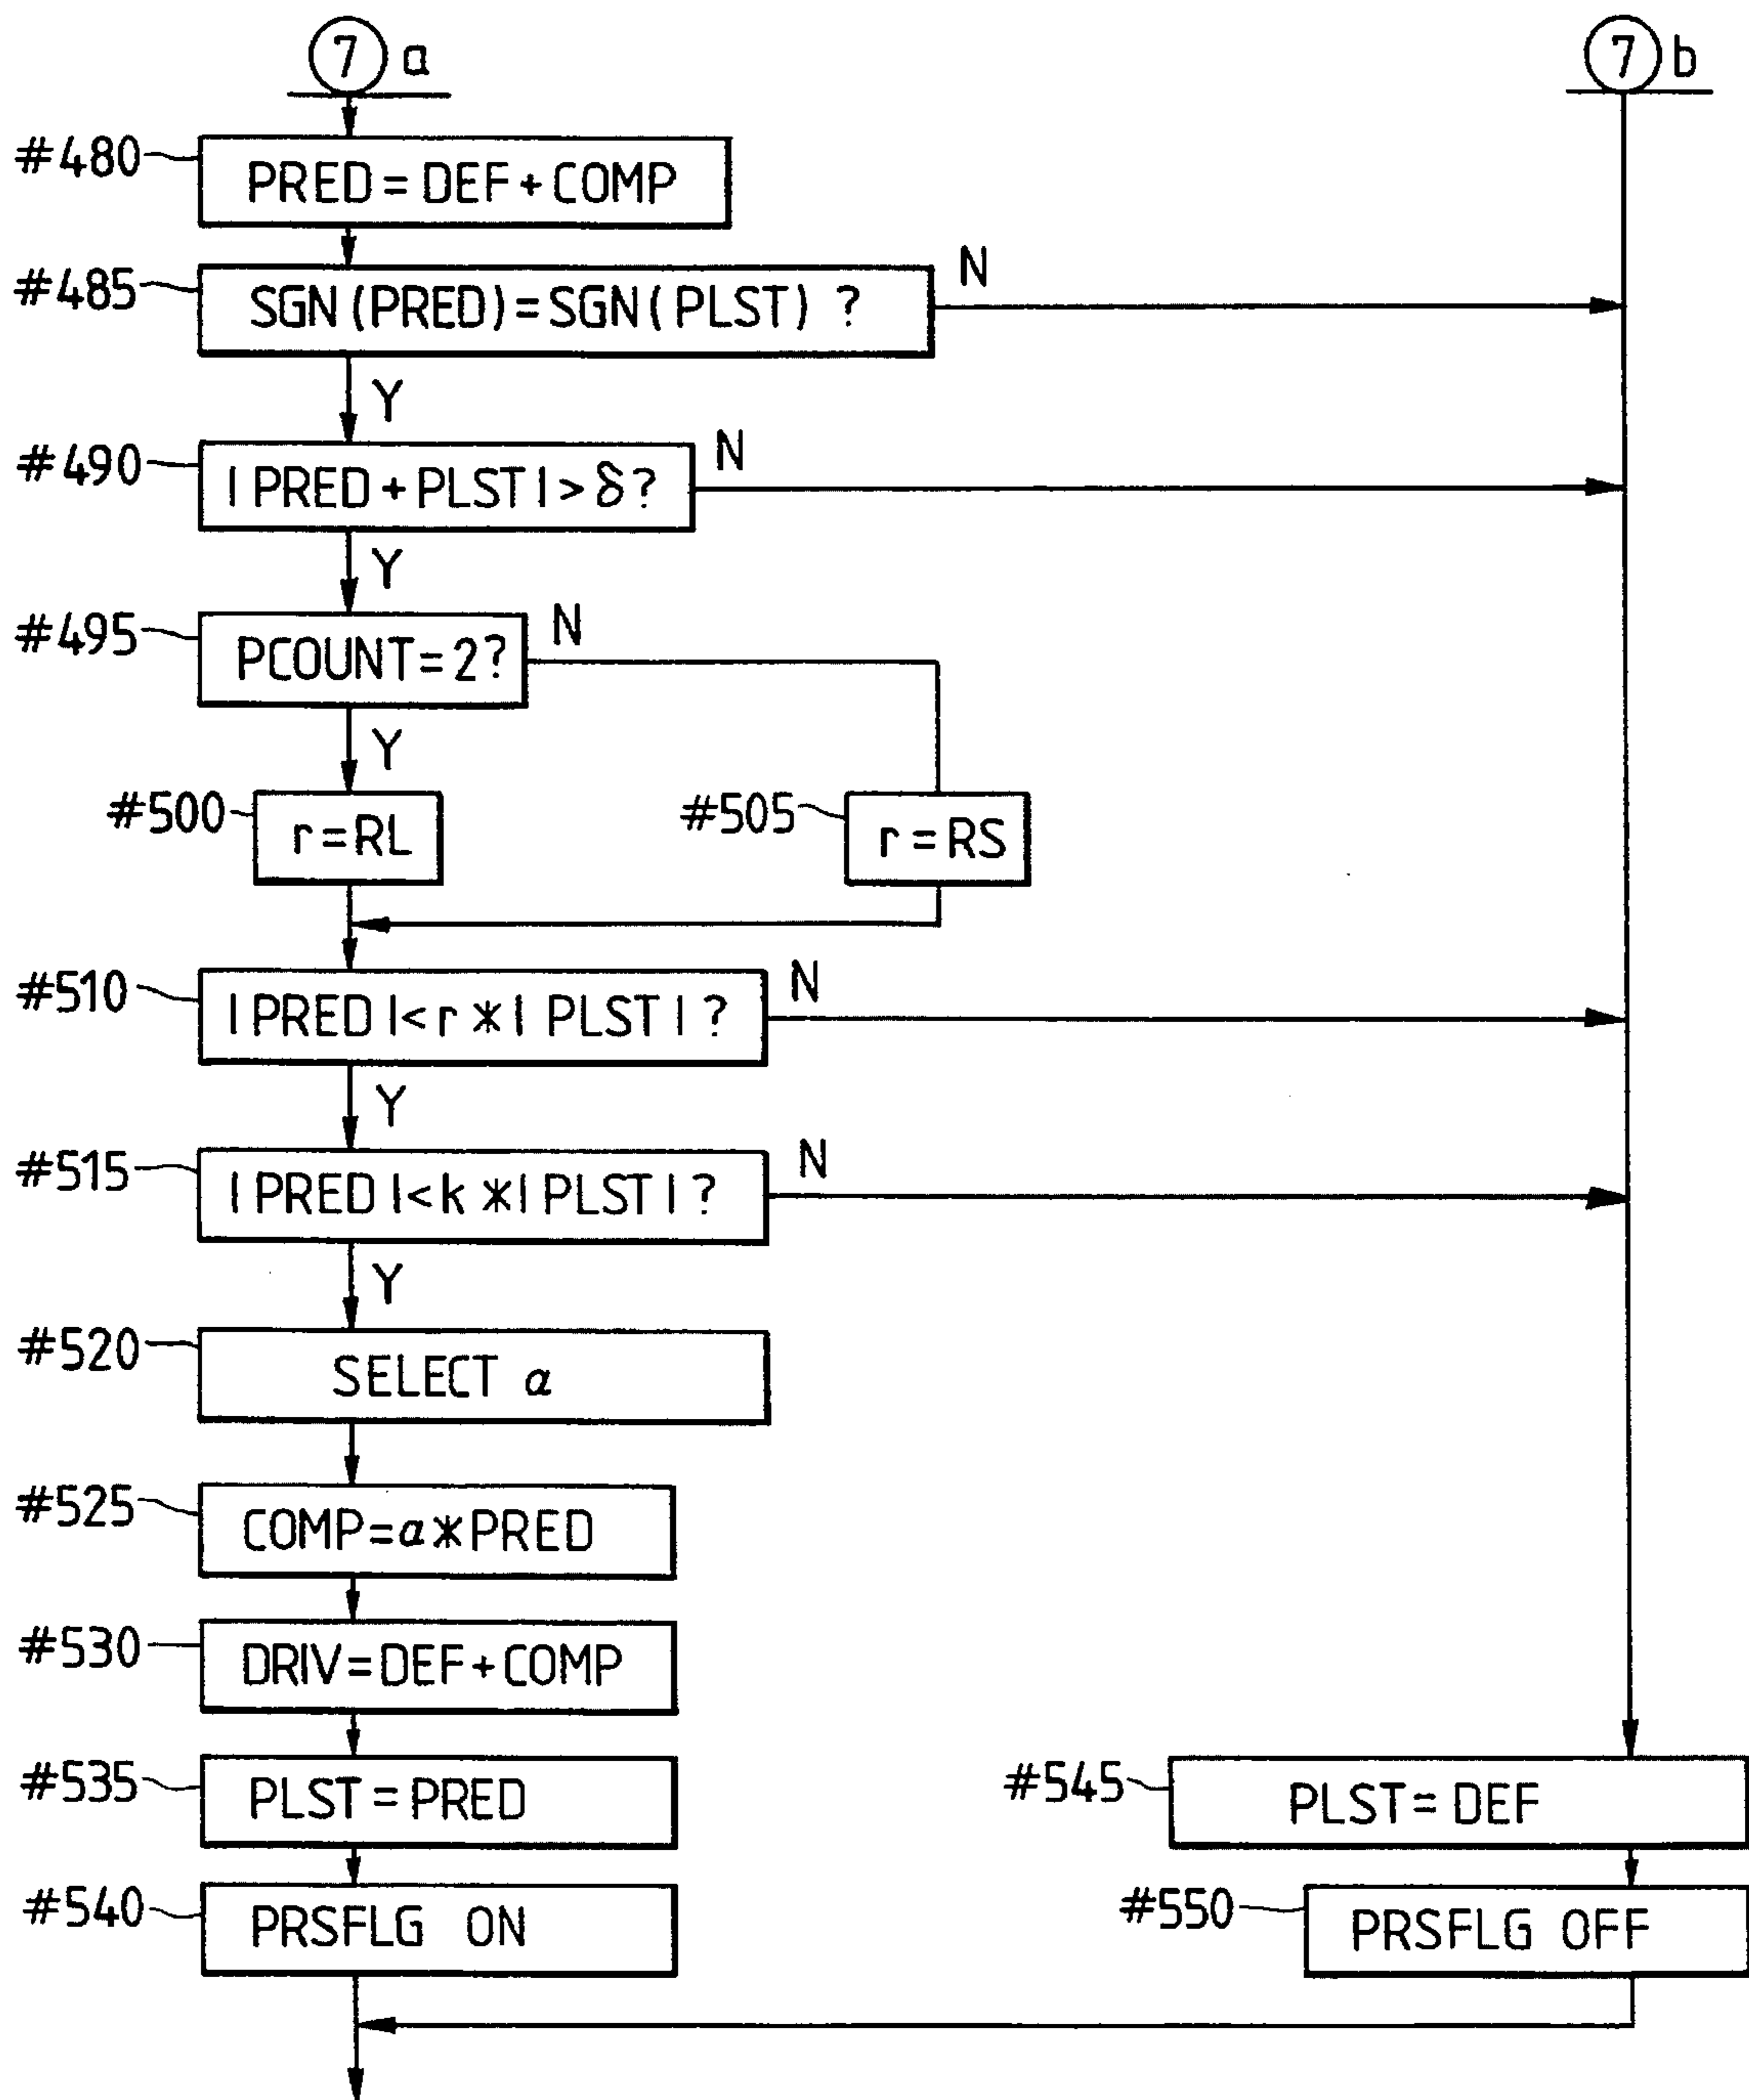 7 a
7 b
#480
PRED = DEF + COMP
#485
SGN (PRED) = SGN (PLST) ?
N
Y
#490
| PRED + PLST | > δ ?
N
Y
#495
PCOUNT = 2?
N
Y
#500
r = RL
#505
r = RS
#510
| PRED | < r * | PLST | ?
N
Y
#515
| PRED | < k * | PLST | ?
N
Y
#520
SELECT a
#525
COMP = a * PRED
#530
DRIV = DEF + COMP
#535
PLST = PRED
#545
PLST = DEF
#540
PRSFLG ON
#550
PRSFLG OFF